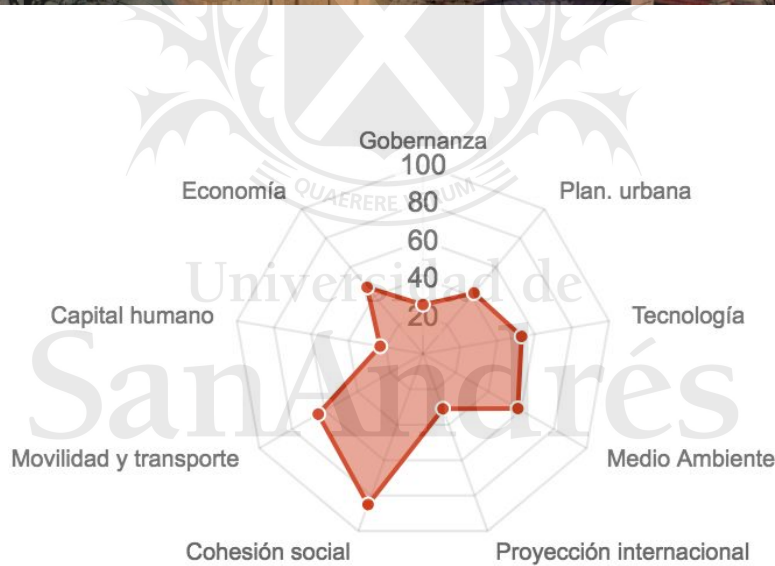 Gobernanza
100
80
60
40
20
Economía
Plan. urbana
Capital humano
Tecnología
Movilidad y transporte
Medio Ambiente
Cohesión social
Proyección internacional
QUAERERE VERUM
Universidad de
SanAndrés